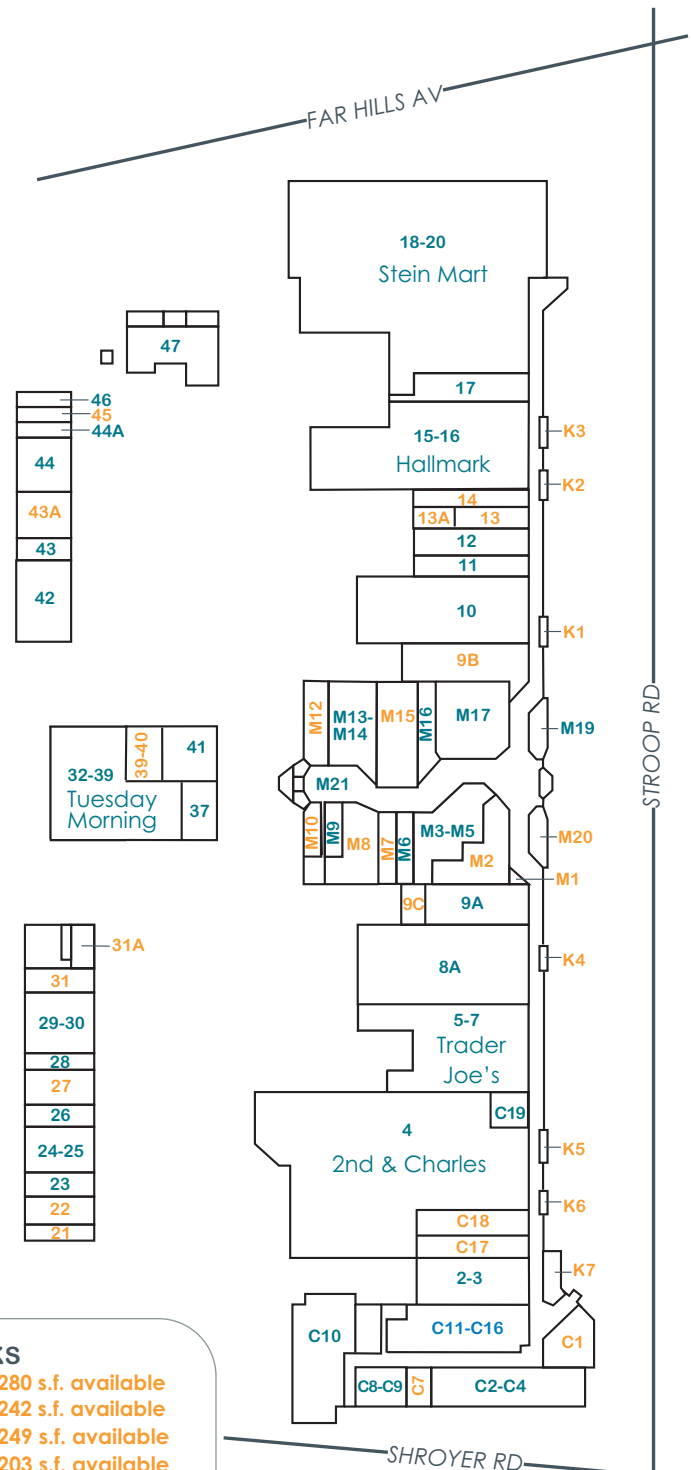 FAR HILLS AV
18-20
Stein Mart
47
17
46
45
44A
15-16
Hallmark
K3
44
K2
14
43A
13A
13
12
43
11
42
10
K1
9B
M12
M13-
M14
M15
M16
M17
M19
STROOP RD
39-40
41
32-39
Tuesday
Morning
37
M21
M10
M9
M8
M7
M6
M3-M5
M2
M20
M1
9C
9A
31A
K4
8A
31
29-30
5-7
Trader
Joe's
28
27
26
C19
4
2nd & Charles
24-25
K5
23
22
K6
21
C18
C17
2-3
K7
C10
C11-C16
C1
C8-C9
C7
C2-C4
KS
280 s.f. available
242 s.f. available
249 s.f. available
203 s.f. available
SHROYER RD